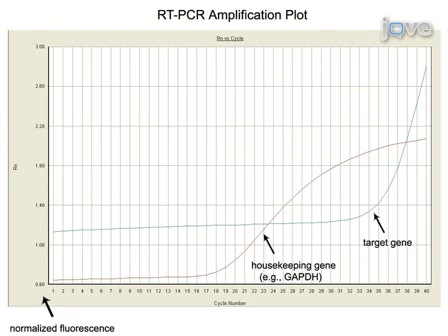 RT-PCR Amplification Plot
jove
Rn vs Cycle
3.00
2.60
2.20
1.80
1.40
1.00
0.60
Rn
1 2 3 4 5 6 7 8 9 10 11 12 13 14 15 16 17 18 19 20 21 22 23 24 25 26 27 28 29 30 31 32 33 34 35 36 37 38 39 40
Cycle Number
housekeeping gene
(e.g., GAPDH)
target gene
normalized fluorescence